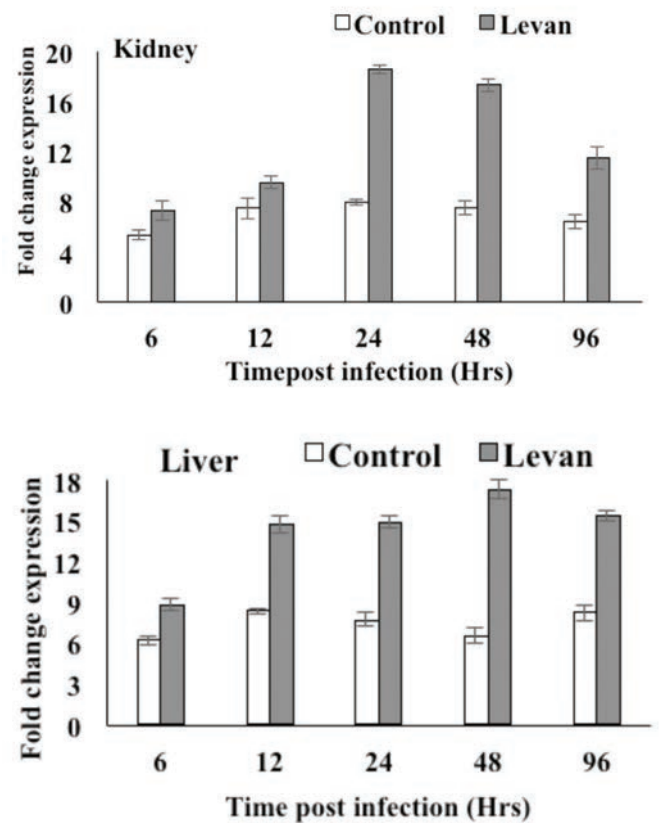 Control Levan
Kidney
Fold change expression
20
16
12
8
4
0
6 12 24 48 96
Timepost infection (Hrs)
Liver Control Levan
Fold change expression
18
15
12
9
6
3
0
6 12 24 48 96
Time post infection (Hrs)